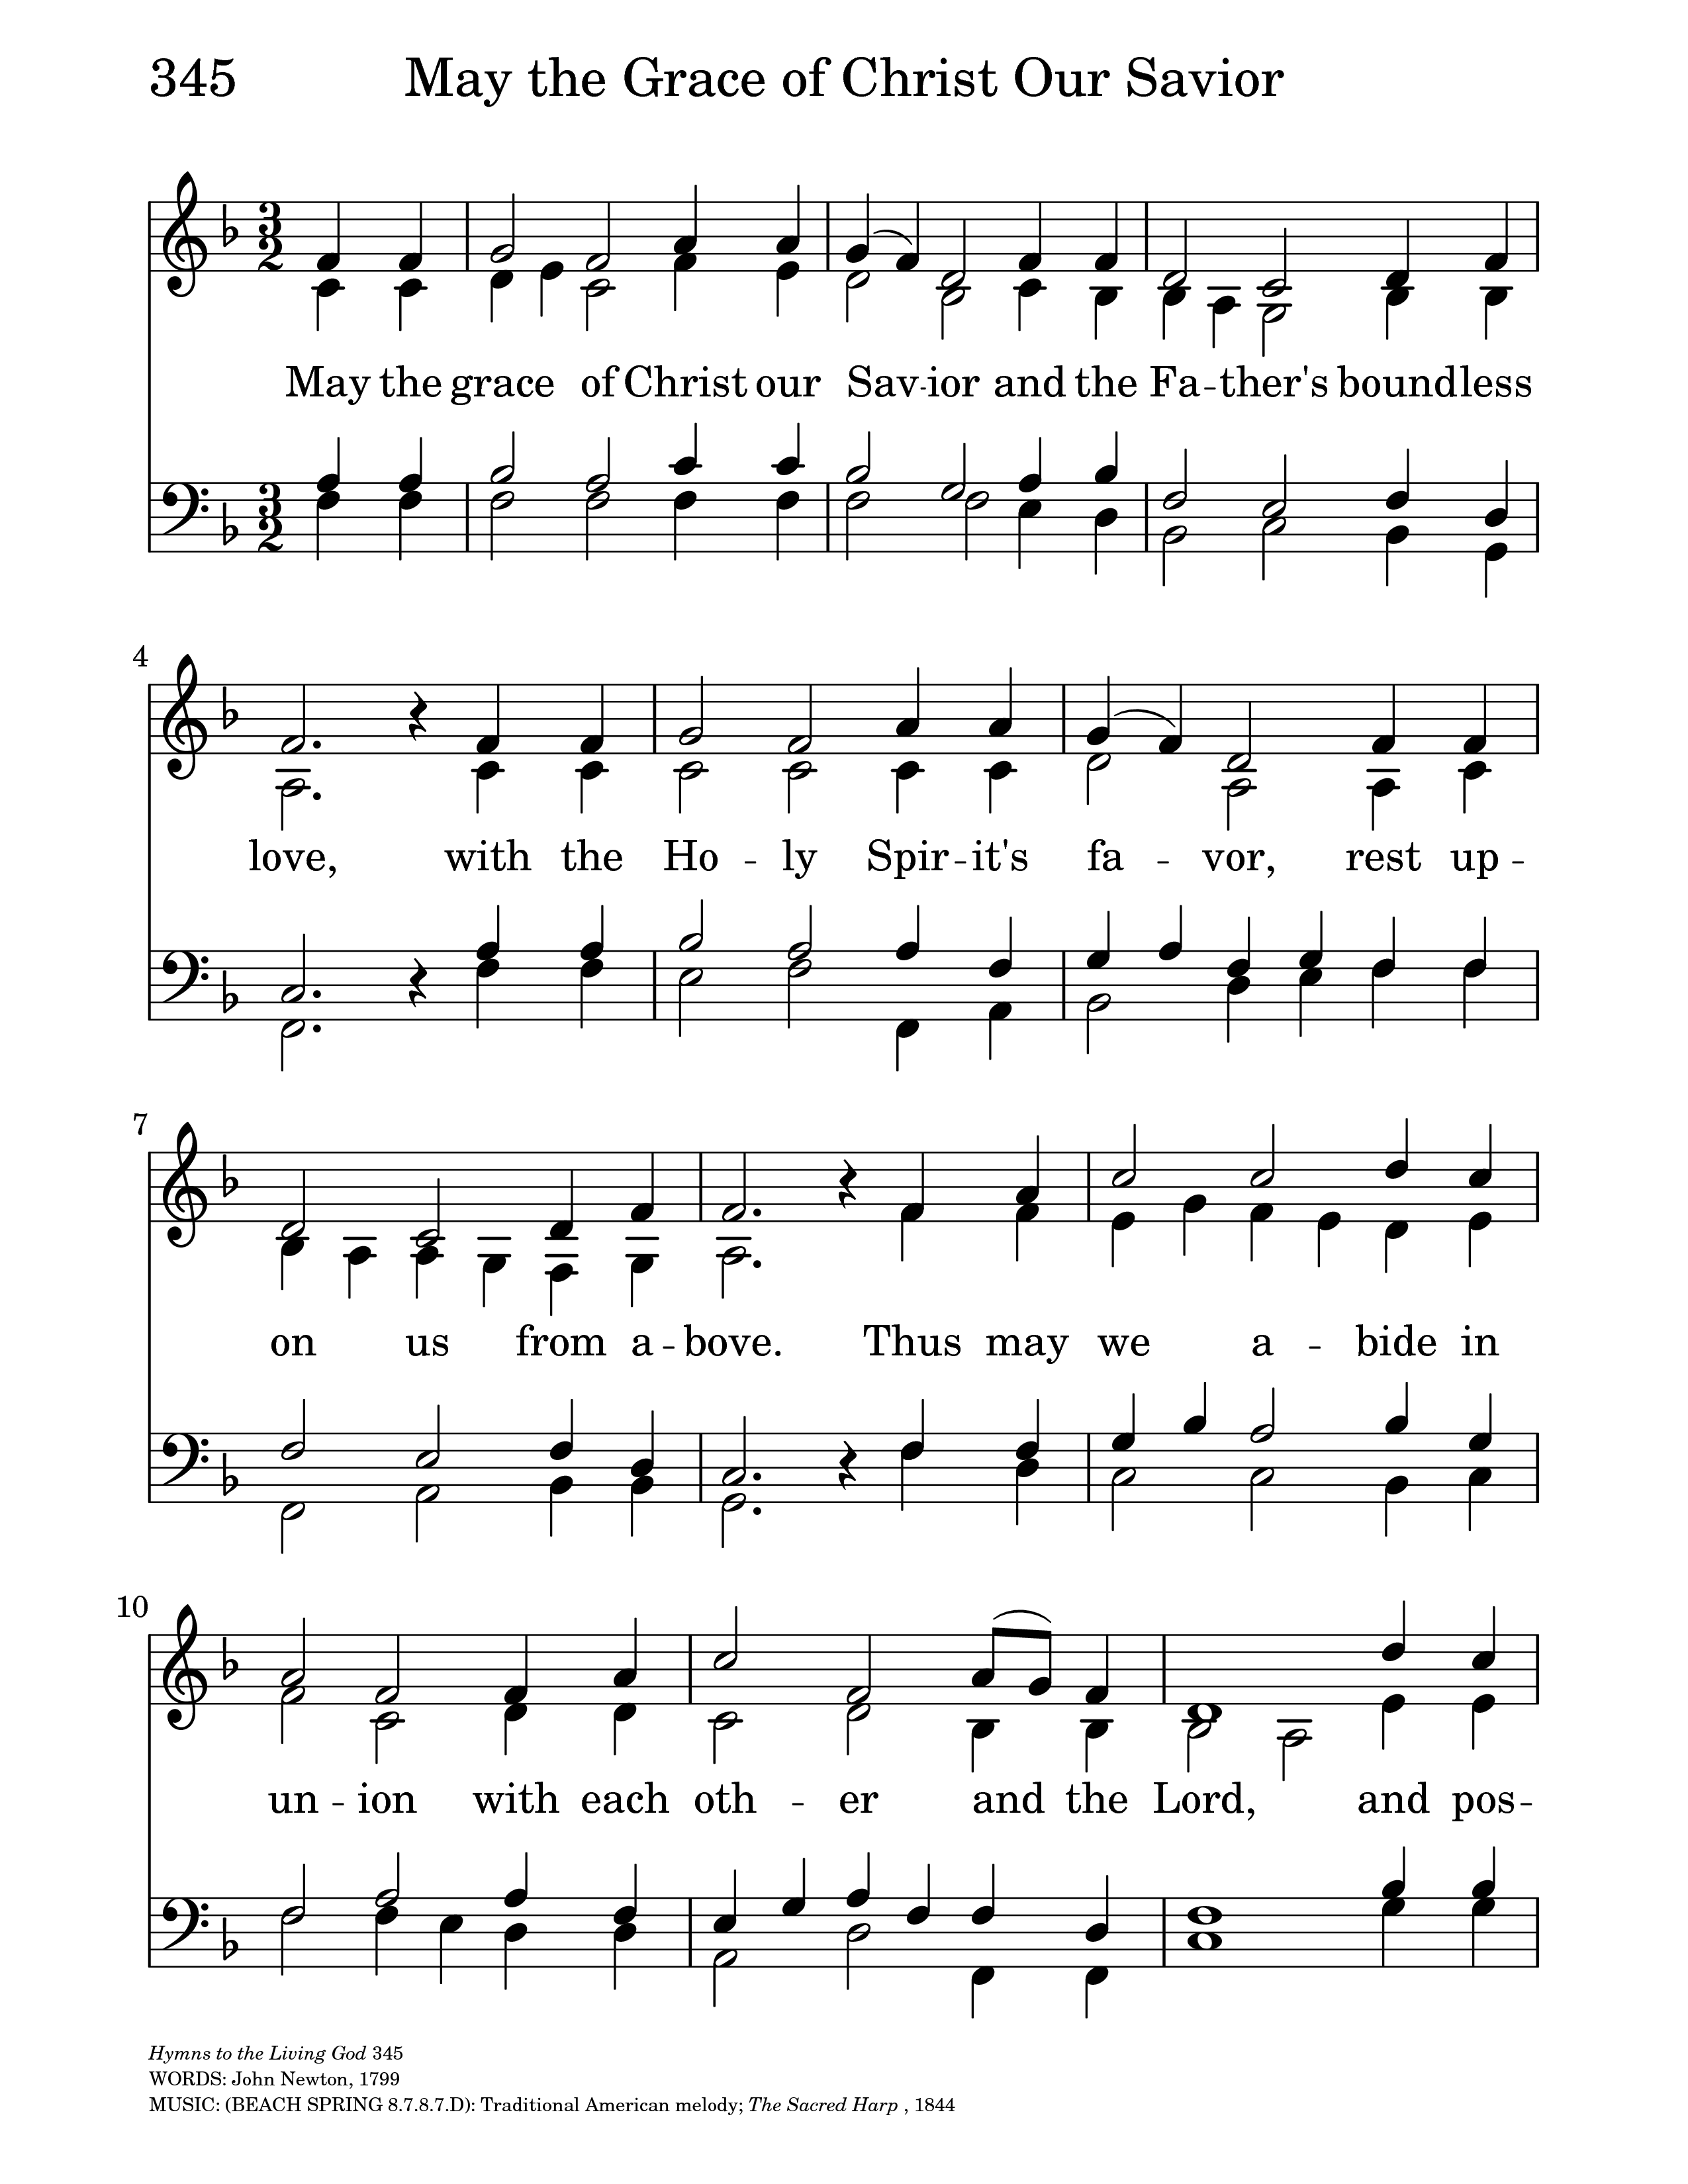 345 May the Grace of Christ Our Savior
3 2
May the grace of Christ our Sav - ior and the Fa - ther's boundless
3 2
4
love, with the Ho - ly Spir - it's fa - vor, rest up -
7
on us from a - bove. Thus may we a - bide in
10
un - ion with each oth - er and the Lord, and pos -
Hymns to the Living God 345
WORDS: John Newton, 1799
MUSIC: (BEACH SPRING 8.7.8.7.D): Traditional American melody; The Sacred Harp , 1844